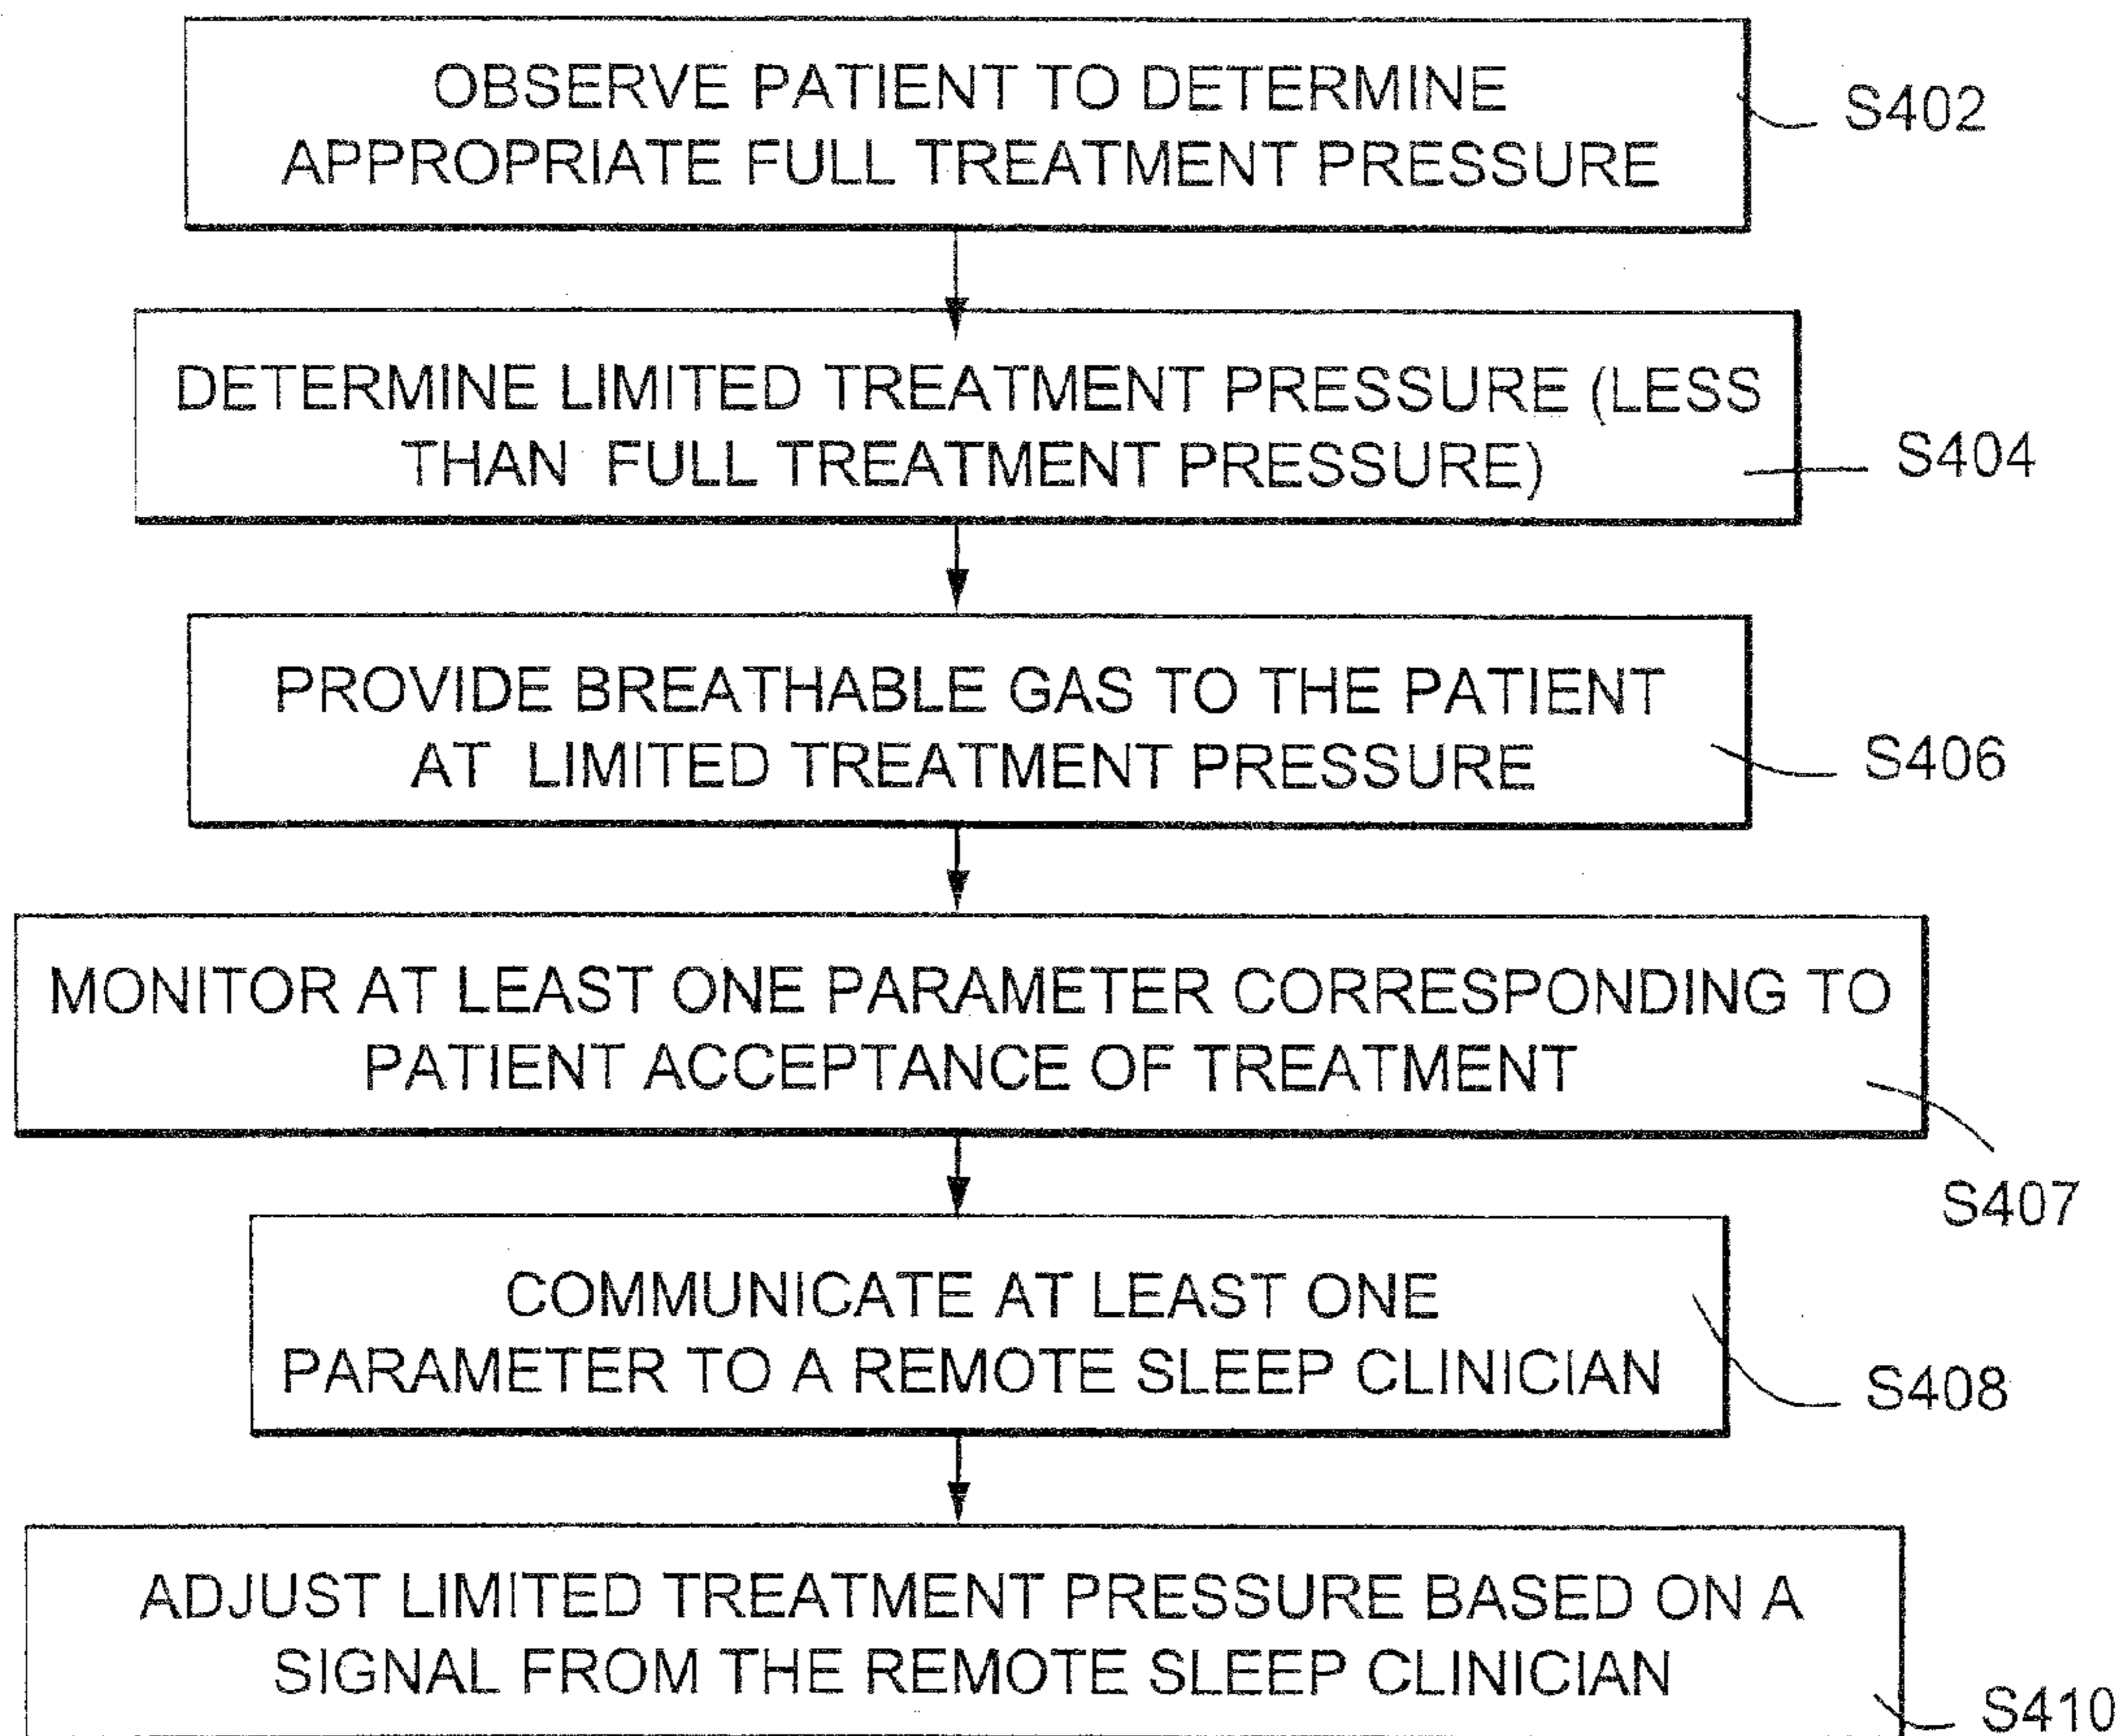 OBSERVE PATIENT TO DETERMINE
APPROPRIATE FULL TREATMENT PRESSURE
S402
DETERMINE LIMITED TREATMENT PRESSURE (LESS
THAN FULL TREATMENT PRESSURE)
S404
PROVIDE BREATHABLE GAS TO THE PATIENT
AT LIMITED TREATMENT PRESSURE
S406
MONITOR AT LEAST ONE PARAMETER CORRESPONDING TO
PATIENT ACCEPTANCE OF TREATMENT
S407
COMMUNICATE AT LEAST ONE
PARAMETER TO A REMOTE SLEEP CLINICIAN
S408
ADJUST LIMITED TREATMENT PRESSURE BASED ON A
SIGNAL FROM THE REMOTE SLEEP CLINICIAN
S410